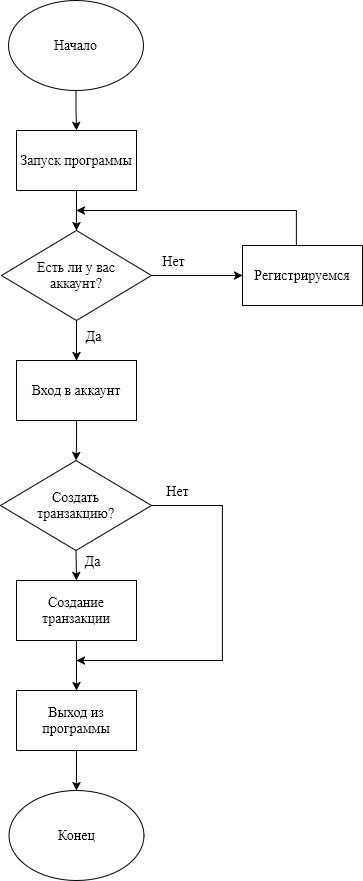 Начало
Запуск программы
Есть ли у вас
аккаунт?
Нет
Регистрируемся
Да
Вход в аккаунт
Создать
транзакцию?
Нет
Да
Создание
транзакции
Выход из
программы
Конец